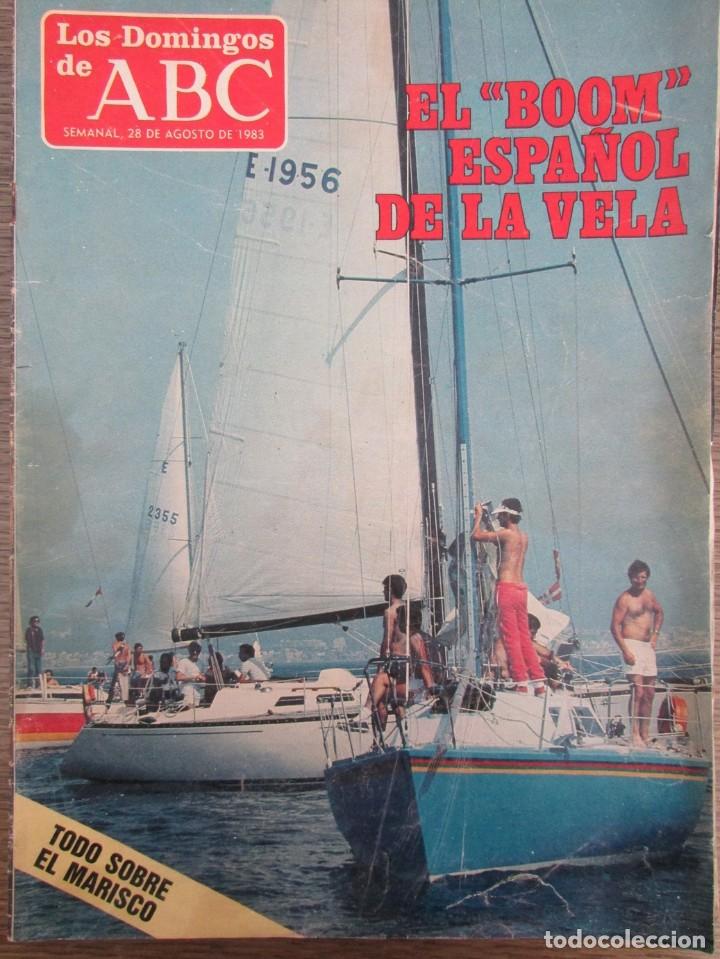 Los Domingos
de ABC
SEMANAL, 28 DE AGOSTO DE 1983
EL "BOOM"
ESPAÑOL
DE LA VELA
E-1956
E
2355
TODO SOBRE
EL MARISCO
todocoleccion